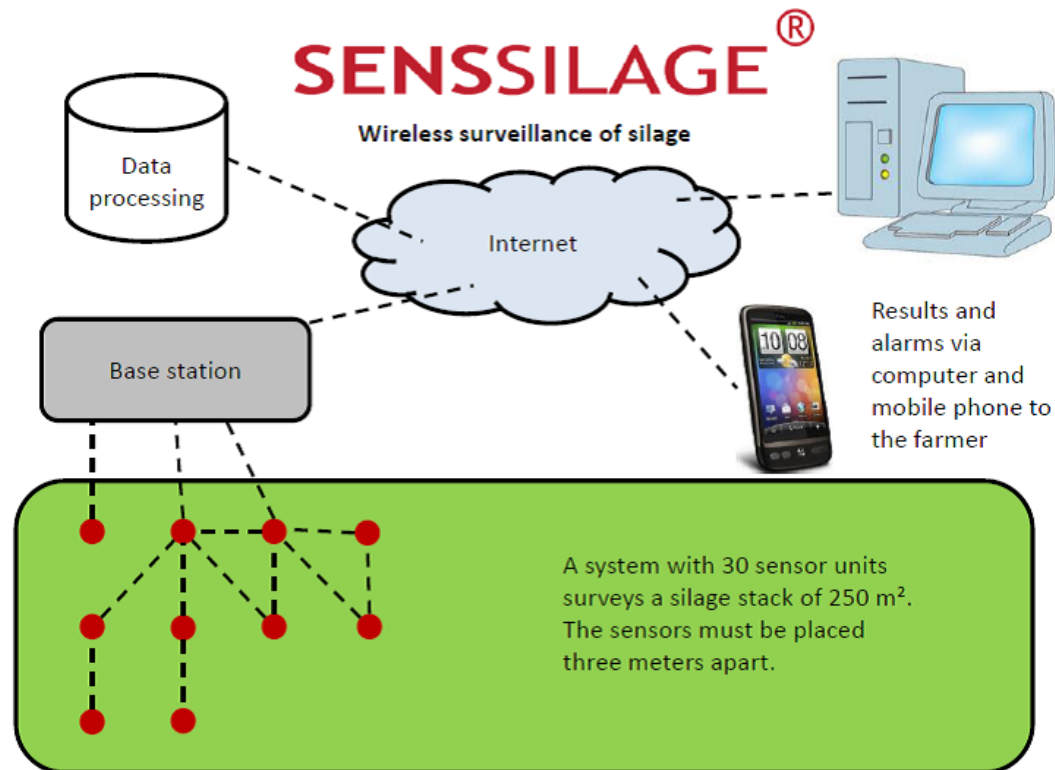 SENSSILAGE®
Wireless surveillance of silage
Data
processing
Internet
Base station
10 08
Results and
alarms via
computer and
mobile phone to
the farmer
A system with 30 sensor units
surveys a silage stack of 250 m².
The sensors must be placed
three meters apart.